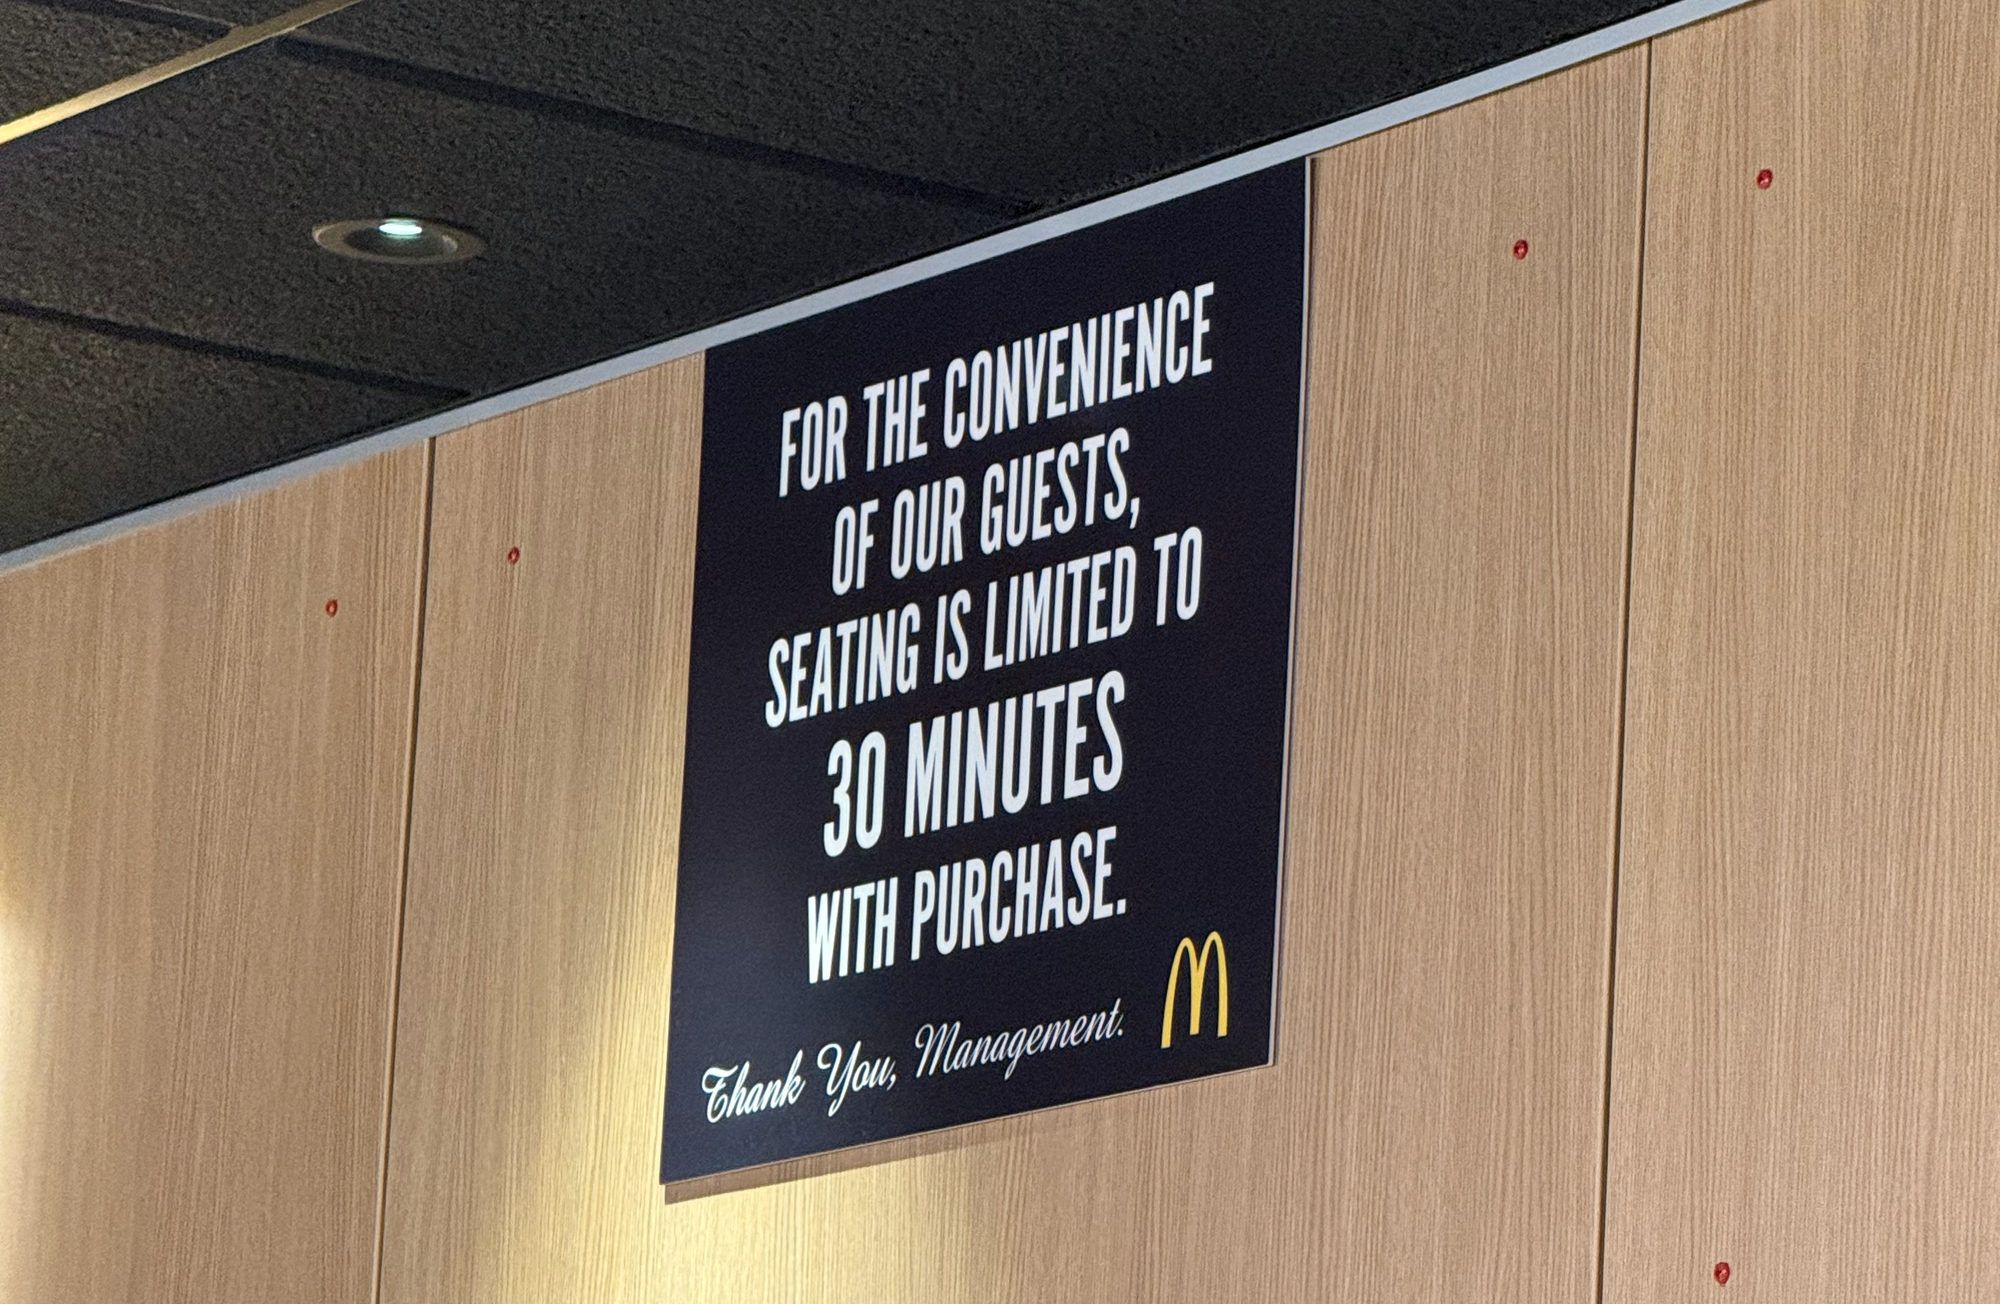 FOR THE CONVENIENCE
OF OUR GUESTS,
SEATING IS LIMITED TO
30 MINUTES
WITH PURCHASE.
Thank You, Management.